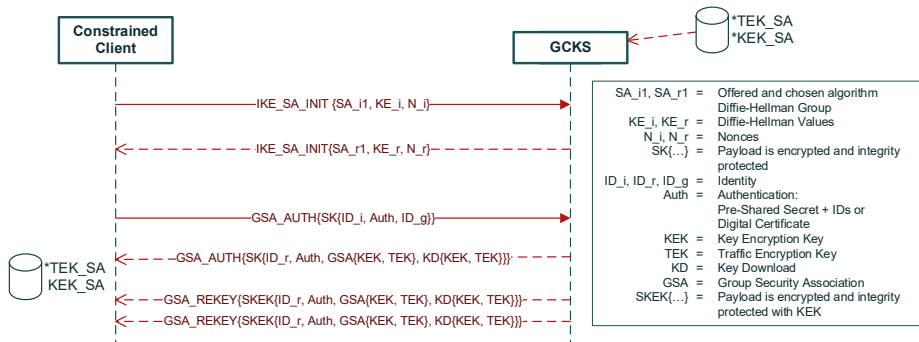 Constrained
Client
GCKS
*TEK_SA
*KEK_SA
IKE_SA_INIT {SA_i1, KE_i, N_i}
IKE_SA_INIT{SA_r1, KE_r, N_r}
GSA_AUTH{SK{ID_i, Auth, ID_g}}
GSA_AUTH{SK{ID_r, Auth, GSA{KEK, TEK}, KD{KEK, TEK}}}
*TEK_SA
KEK_SA
GSA_REKEY{SKEK{ID_r, Auth, GSA{KEK, TEK}, KD{KEK, TEK}}}
GSA_REKEY{SKEK{ID_r, Auth, GSA{KEK, TEK}, KD{KEK, TEK}}}
SA_i1, SA_r1 = Offered and chosen algorithm
Diffie-Hellman Group
KE_i, KE_r = Diffie-Hellman Values
N_i, N_r = Nonces
SK{...} = Payload is encrypted and integrity
protected
ID_i, ID_r, ID_g = Identity
Auth = Authentication:
Pre-Shared Secret + IDs or
Digital Certificate
KEK = Key Encryption Key
TEK = Traffic Encryption Key
KD = Key Download
GSA = Group Security Association
SKEK{...} = Payload is encrypted and integrity
protected with KEK